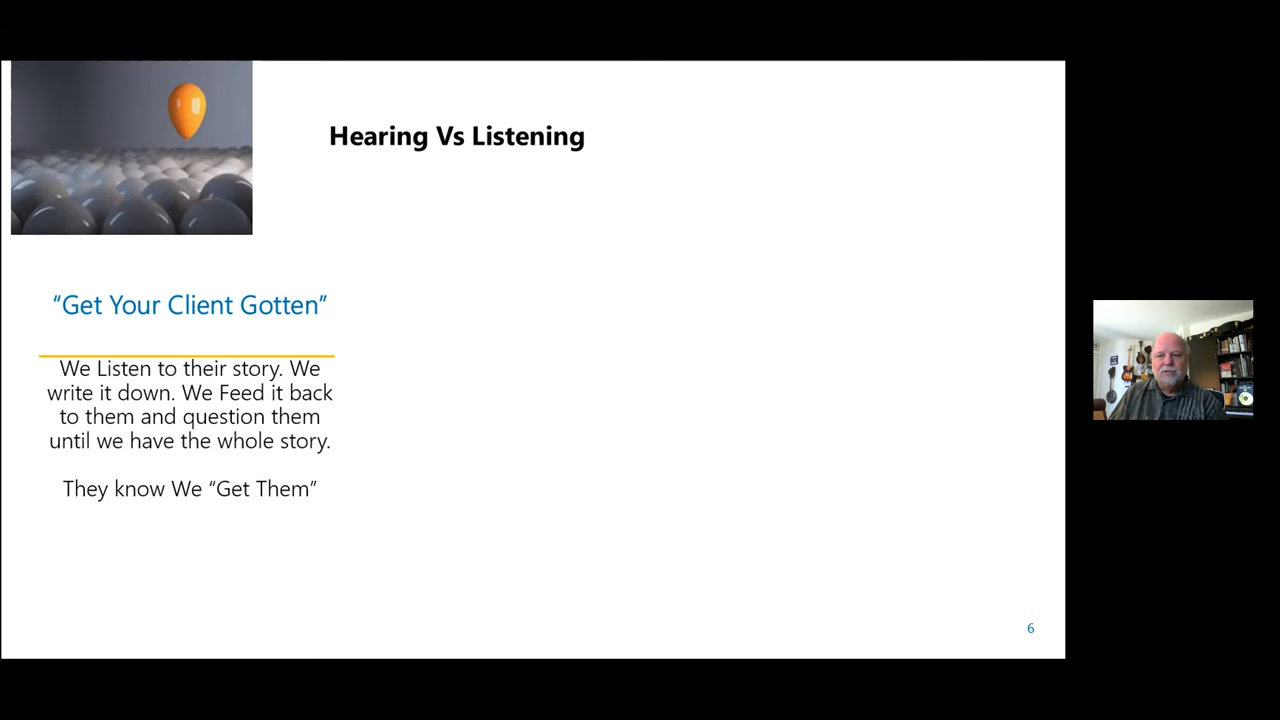 Hearing Vs Listening
“Get Your Client Gotten”
We Listen to their story. We
write it down. We Feed it back
to them and question them
until we have the whole story.
They know We “Get Them”
6